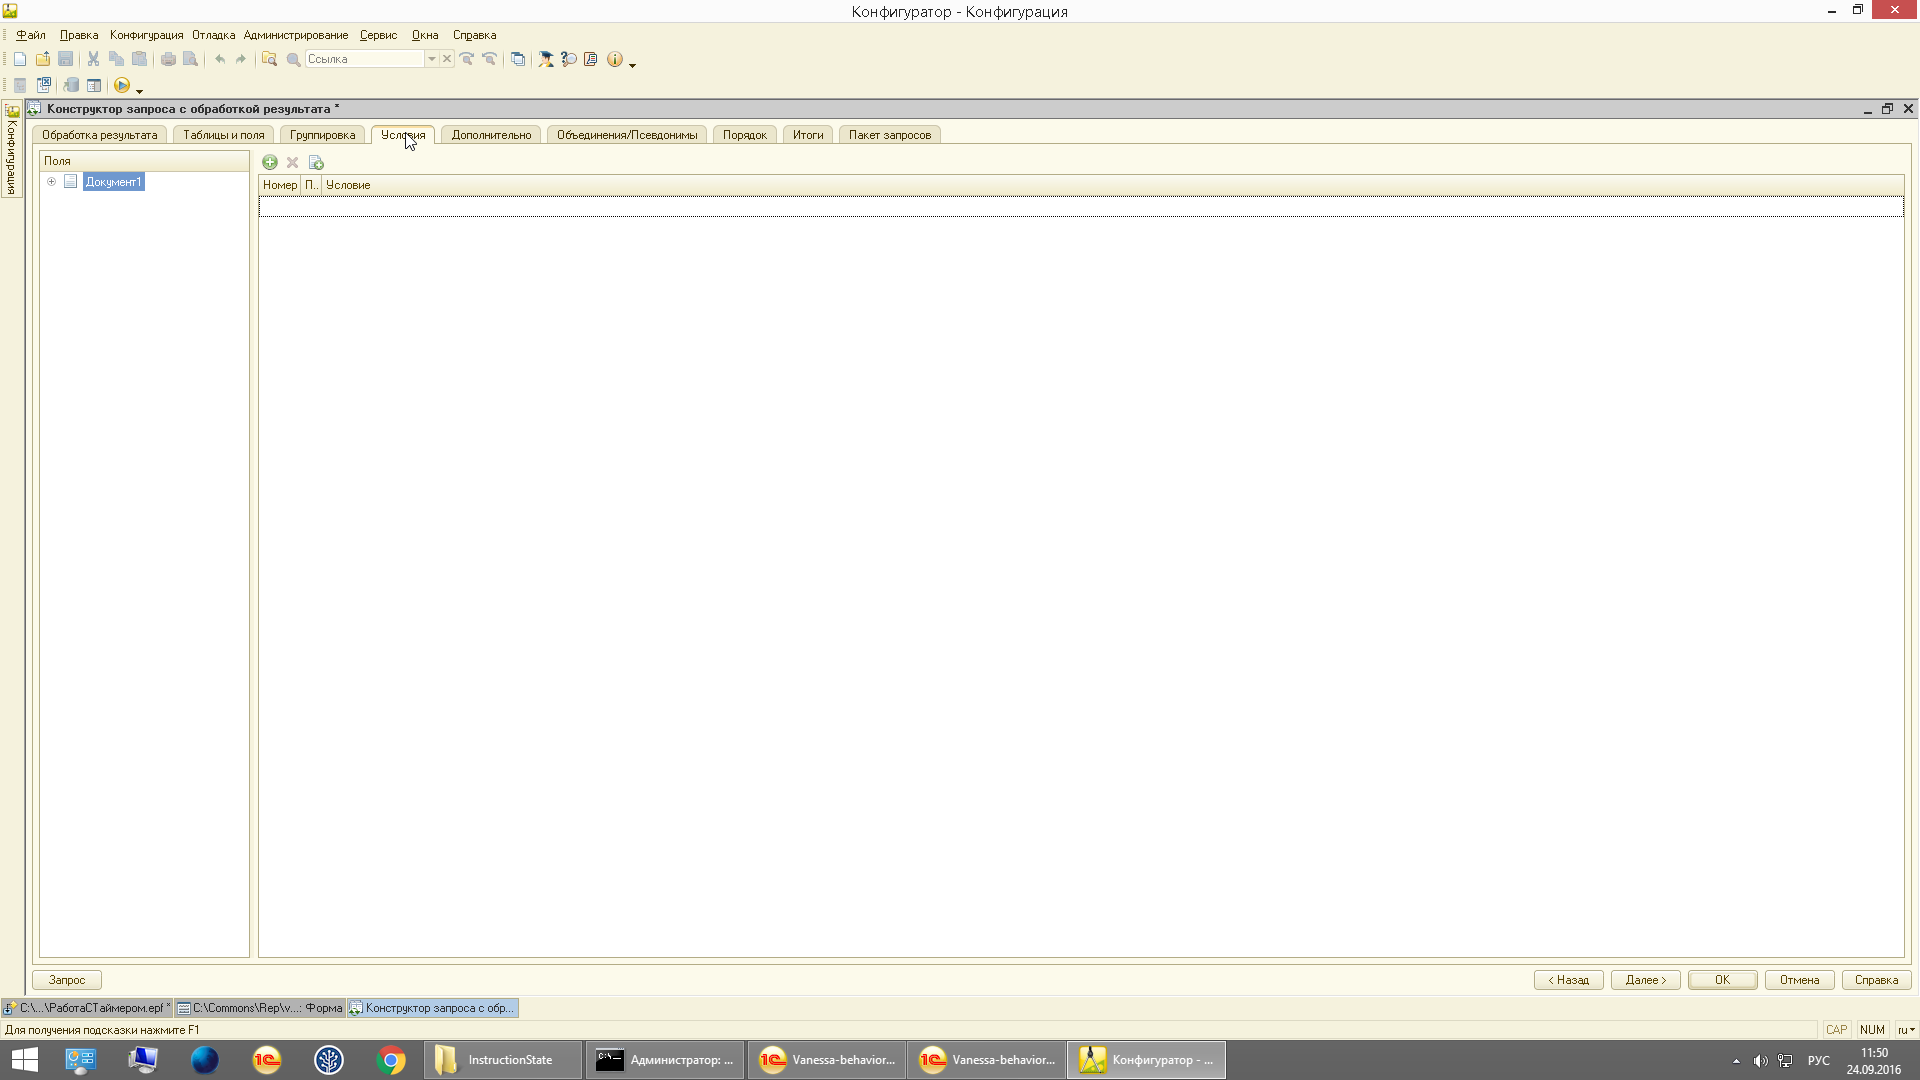 Конфигуратор - Конфигурация
Файл Правка Конфигурация Отладка Администрирование Сервис Окна Справка
Ссылка
Конструктор запроса с обработкой результата *
Конфигурация
Обработка результата Таблицы и поля Группировка Условия Дополнительно Объединения/Псевдонимы Порядок Итоги Пакет запросов
Поля
Документ1
Номер П.. Условие
Запрос < Назад Далее > ОК Отмена Справка
C:\...\РаботаСТаймером.epf * C:\Commons\Rep\v...: Форма Конструктор запроса с обр...
Для получения подсказки нажмите F1 CAP NUM ru
InstructionState Администратор: ... Vanessa-behavior... Vanessa-behavior... Конфигуратор - ... РУС 11:50
24.09.2016